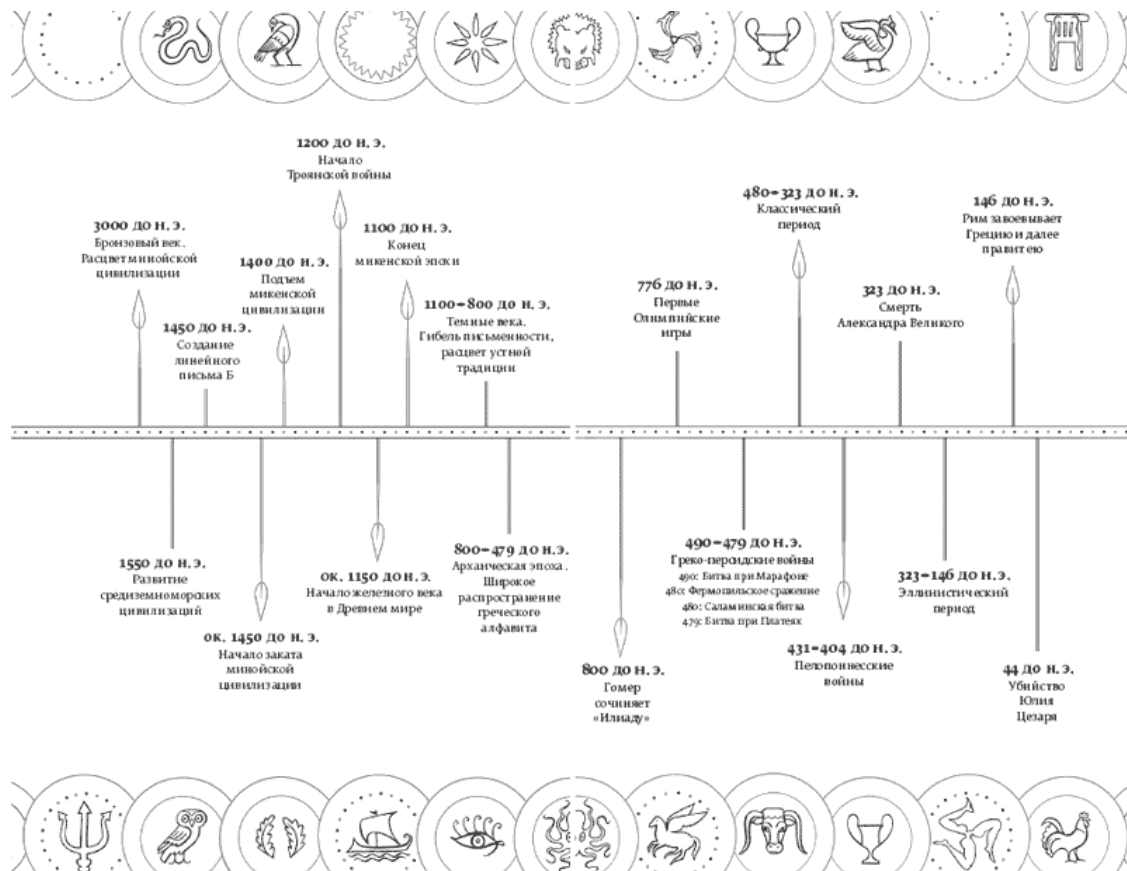 1200 ДО Н. Э.
Начало
Троянской войны
3000 ДО Н. Э.
Бронзовый век.
Расцвет минойской
цивилизации
1450 ДО Н. Э.
Создание
линейного
письма Б
1400 ДО Н. Э.
Подъем
микенской
цивилизации
1100 ДО Н. Э.
Конец
микенской эпохи
1100–800 ДО Н. Э.
Темные века.
Гибель письменности,
расцвет устной
традиции
776 ДО Н. Э.
Первые
Олимпийские
игры
480–323 ДО Н. Э.
Классический
период
323 ДО Н. Э.
Смерть
Александра Великого
146 ДО Н. Э.
Рим завоевывает
Грецию и далее
правит ею
1550 ДО Н. Э.
Развитие
средиземноморских
цивилизаций
ОК. 1450 ДО Н. Э.
Начало заката
минойской
цивилизации
ОК. 1150 ДО Н. Э.
Начало железного века
в Древнем мире
800–479 ДО Н. Э.
Архаическая эпоха.
Широкое
распространение
греческого
алфавита
800 ДО Н. Э.
Гомер
сочиняет
«Илиаду»
490–479 ДО Н. Э.
Греко-персидские войны
490: Битва при Марафоне
480: Фермопильское сражение
480: Саламинская битва
479: Битва при Платеях
431–404 ДО Н. Э.
Пелопоннесские
войны
323–146 ДО Н. Э.
Эллинистический
период
44 ДО Н. Э.
Убийство
Юлия
Цезаря